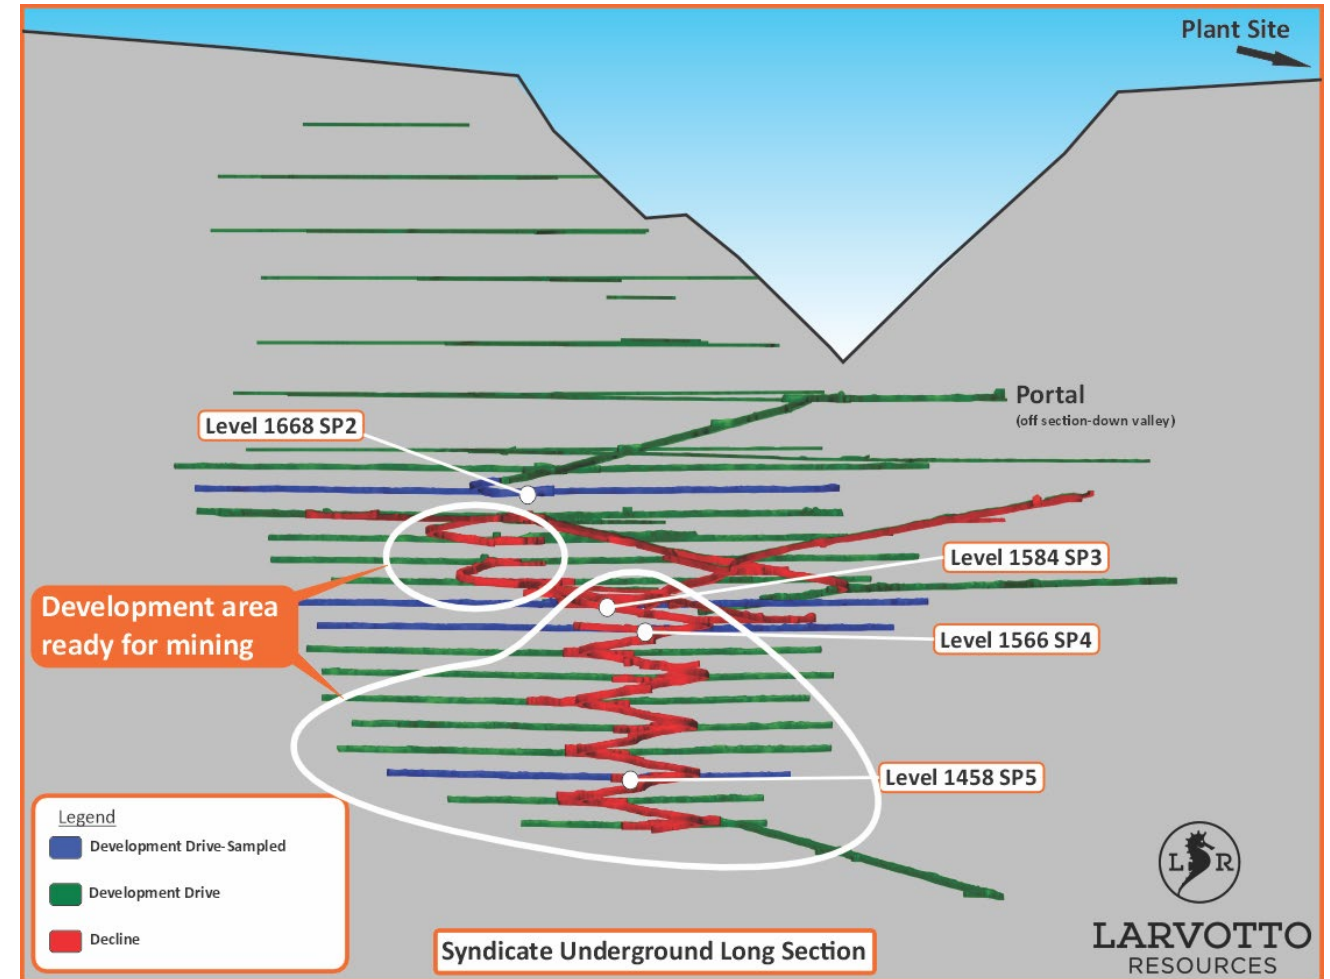 Plant Site
Portal
(off section-down valley)
Level 1668 SP2
Level 1584 SP3
Development area
ready for mining
Level 1566 SP4
Level 1458 SP5
Legend
Development Drive-Sampled
Development Drive
Decline
Syndicate Underground Long Section
L R
LARVOTTO
RESOURCES